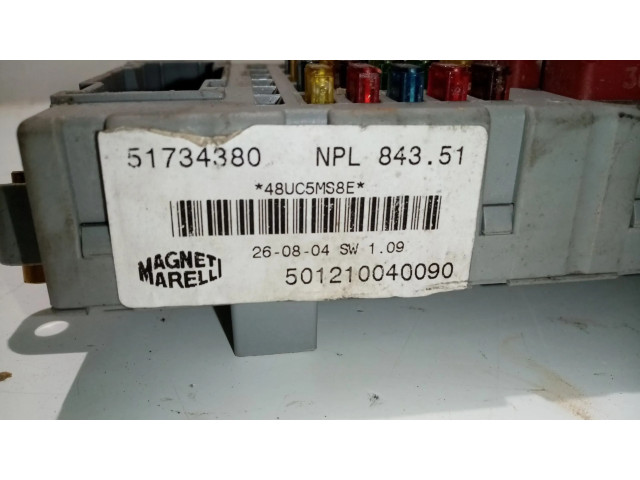 51734380 NPL 843.51
*48UC5MS8E*
26-08-04 SW 1.09
MAGNETI
MARELLI
501210040090